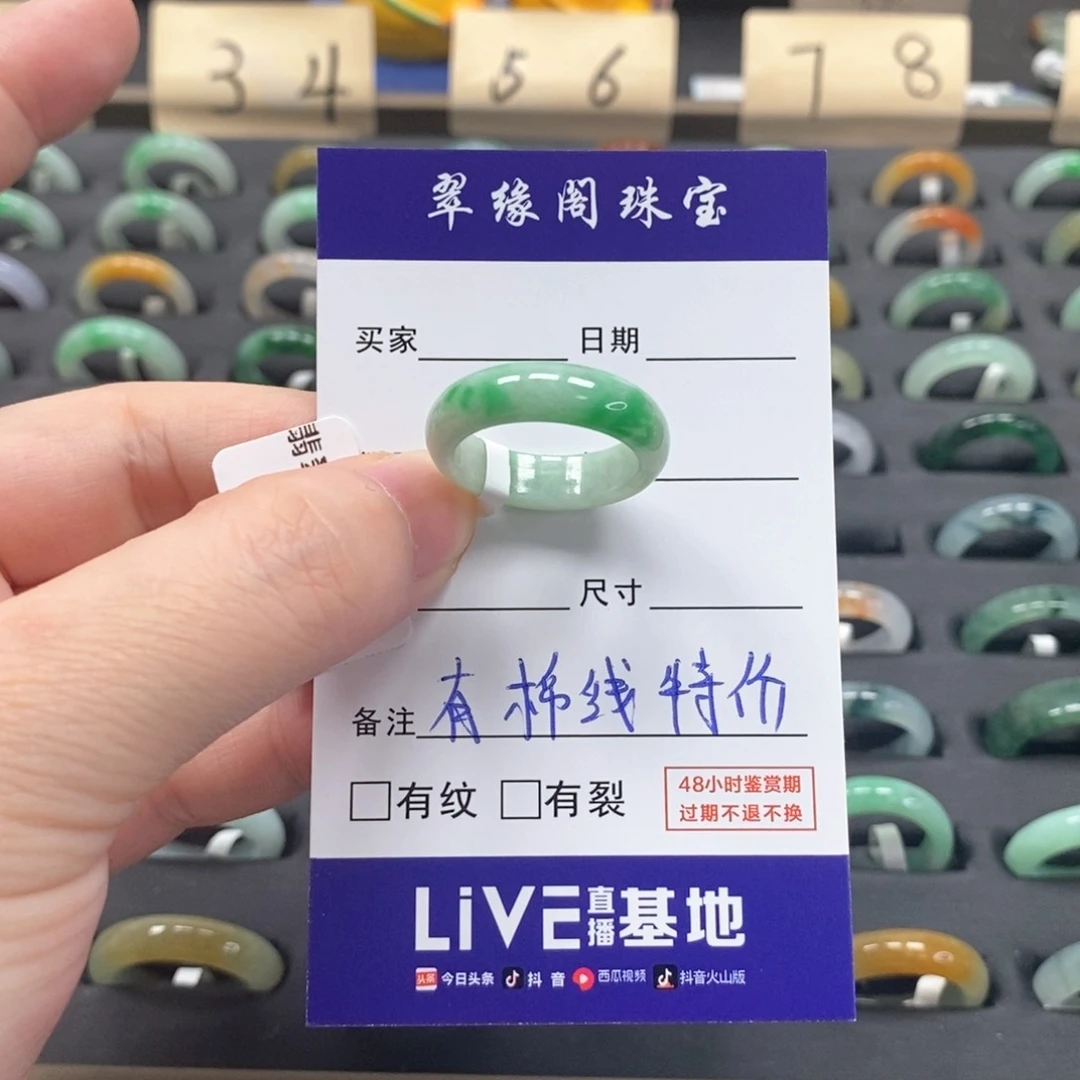 3 4
5 6
7 8
翠缘阁珠宝
买家 日期
翡
尺寸
备注 有棉线特价
有纹 有裂
48小时鉴赏期
过期不退不换
LiVE直播基地
头条 今日头条 抖音 西瓜视频 抖音火山版